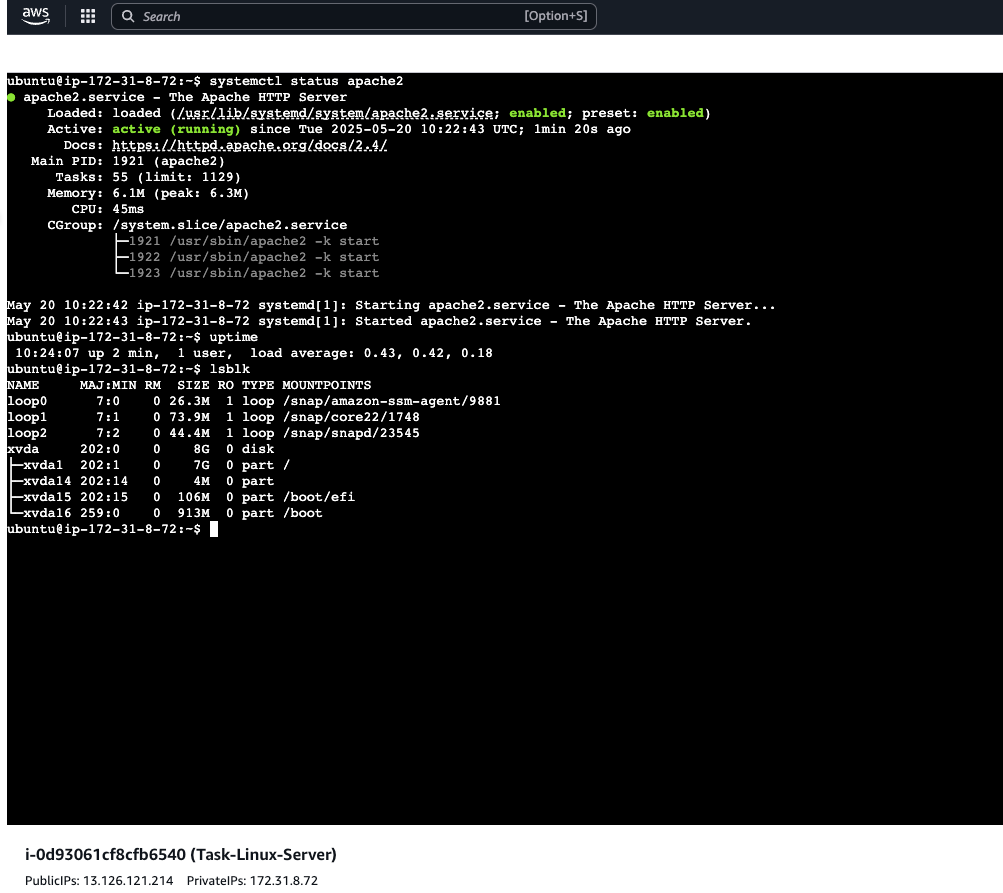 aws
Search [Option+S]
ubuntu@ip-172-31-8-72:~$ systemctl status apache2
● apache2.service - The Apache HTTP Server
     Loaded: loaded (/usr/lib/systemd/system/apache2.service; enabled; preset: enabled)
     Active: active (running) since Tue 2025-05-20 10:22:43 UTC; 1min 20s ago
       Docs: https://httpd.apache.org/docs/2.4/
   Main PID: 1921 (apache2)
      Tasks: 55 (limit: 1129)
     Memory: 6.1M (peak: 6.3M)
        CPU: 45ms
     CGroup: /system.slice/apache2.service
             ├─1921 /usr/sbin/apache2 -k start
             ├─1922 /usr/sbin/apache2 -k start
             └─1923 /usr/sbin/apache2 -k start
May 20 10:22:42 ip-172-31-8-72 systemd[1]: Starting apache2.service - The Apache HTTP Server...
May 20 10:22:43 ip-172-31-8-72 systemd[1]: Started apache2.service - The Apache HTTP Server.
ubuntu@ip-172-31-8-72:~$ uptime
 10:24:07 up 2 min,  1 user,  load average: 0.43, 0.42, 0.18
ubuntu@ip-172-31-8-72:~$ lsblk
NAME     MAJ:MIN RM  SIZE RO TYPE MOUNTPOINTS
loop0      7:0    0 26.3M  1 loop /snap/amazon-ssm-agent/9881
loop1      7:1    0 73.9M  1 loop /snap/core22/1748
loop2      7:2    0 44.4M  1 loop /snap/snapd/23545
xvda     202:0    0    8G  0 disk
├─xvda1  202:1    0    7G  0 part /
├─xvda14 202:14   0    4M  0 part
├─xvda15 202:15   0  106M  0 part /boot/efi
└─xvda16 259:0    0  913M  0 part /boot
ubuntu@ip-172-31-8-72:~$
i-0d93061cf8cfb6540 (Task-Linux-Server)
PublicIPs: 13.126.121.214 PrivateIPs: 172.31.8.72